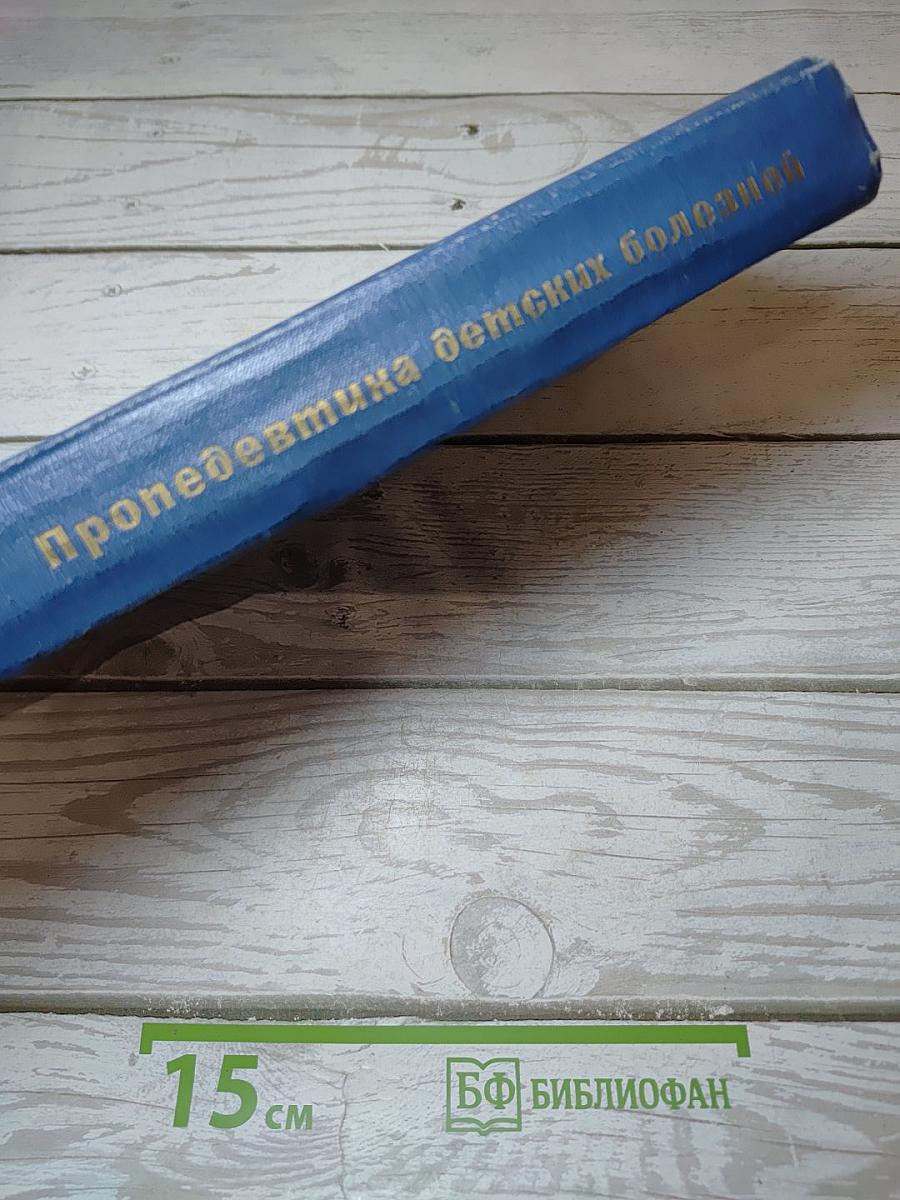 Пропедевтика детских болезней
15 см
БФ БИБЛИОФАН